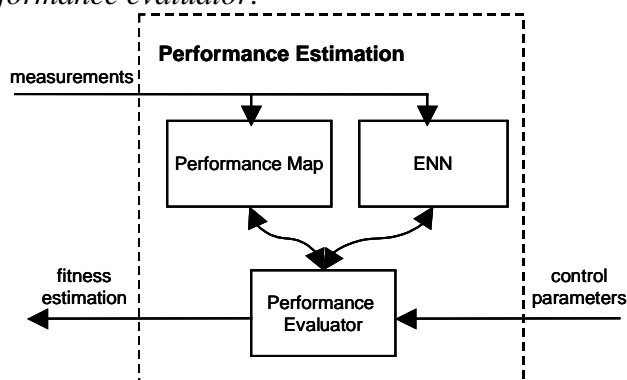 formance evaluator.
Performance Estimation
measurements
Performance Map
ENN
fitness
estimation
Performance
Evaluator
control
parameters